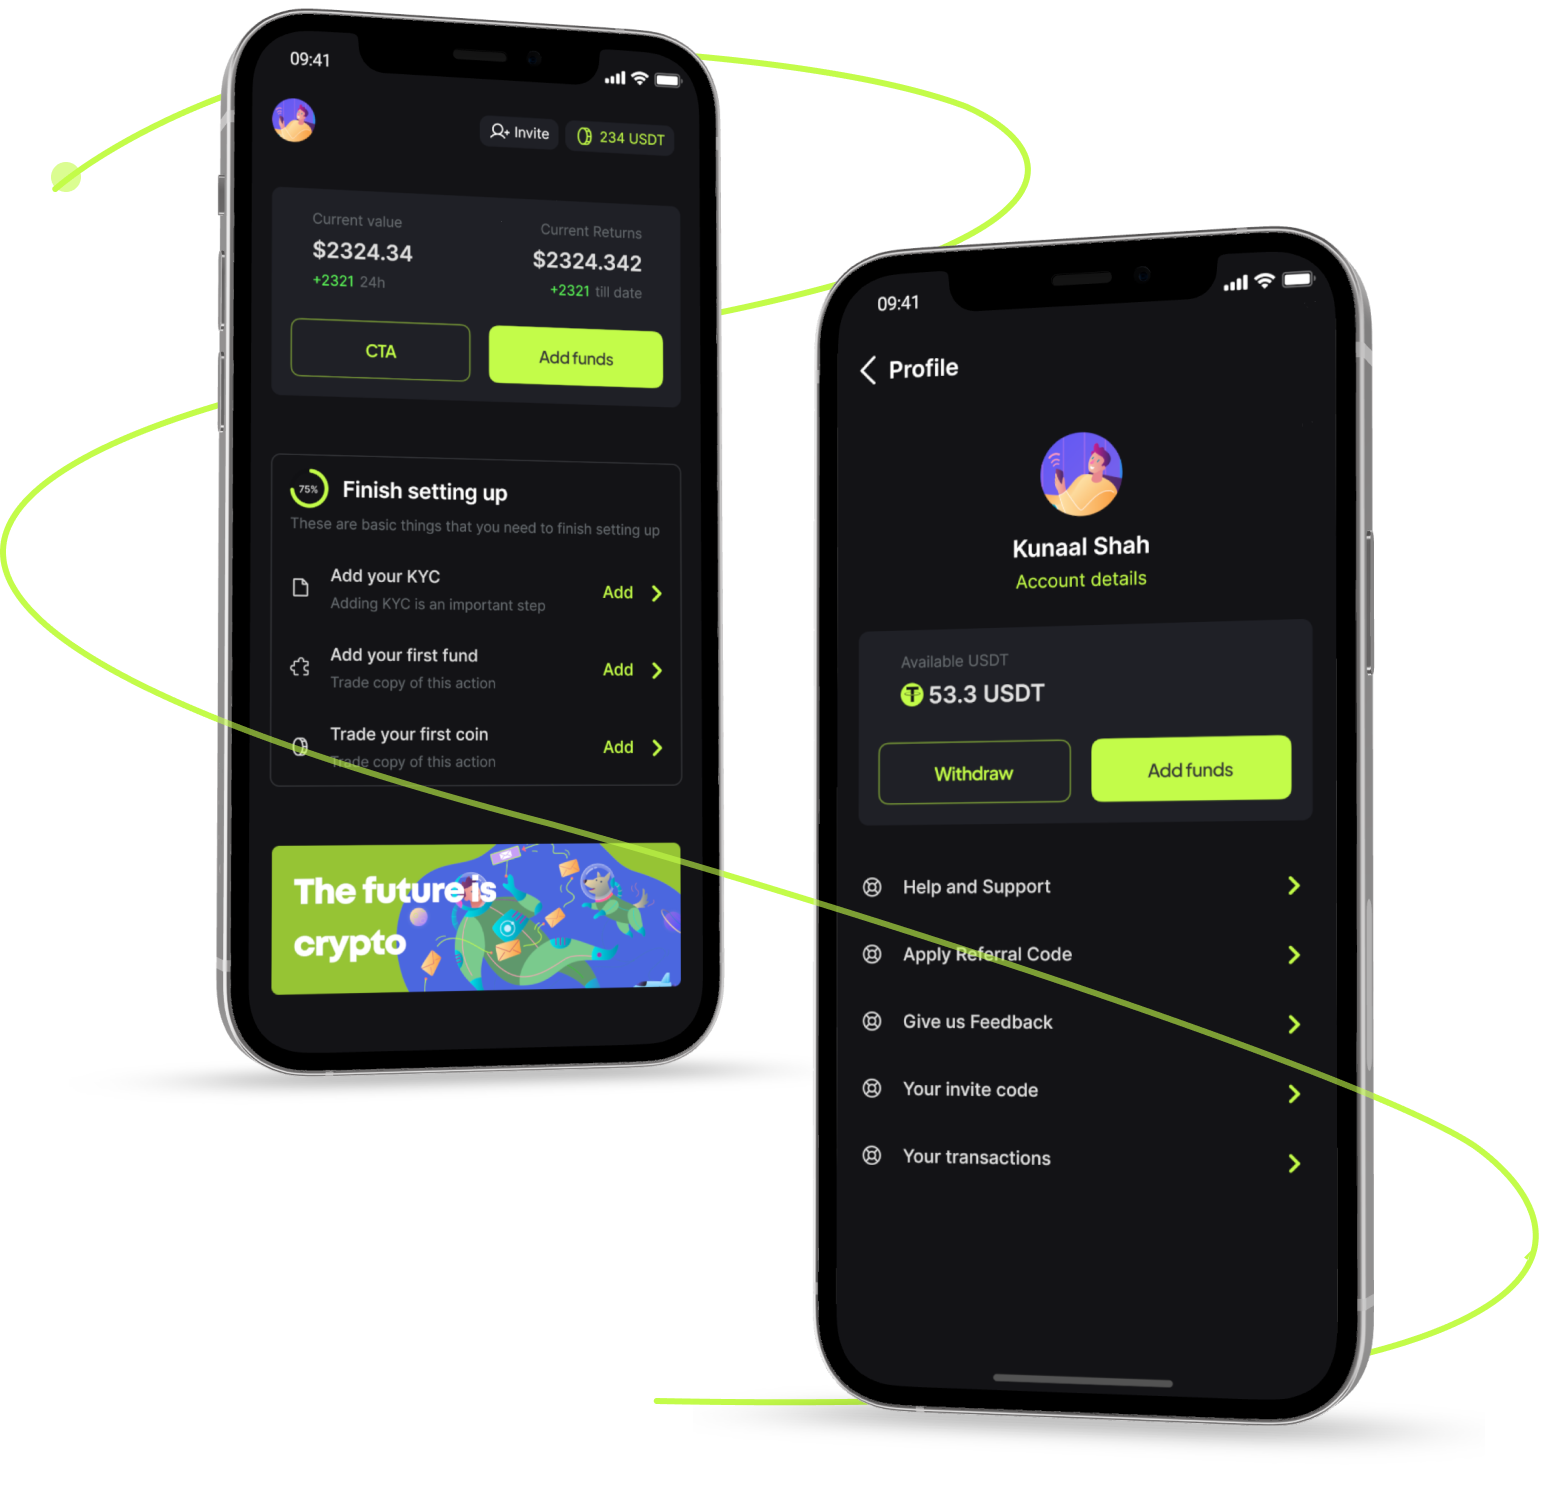 09:41
Invite
234 USDT
Current value
$2324.34
+2321 24h
Current Returns
$2324.342
+2321 till date
CTA
Add funds
75%
Finish setting up
These are basic things that you need to finish setting up
Add your KYC
Adding KYC is an important step
Add
Add your first fund
Trade copy of this action
Add
Trade your first coin
Trade copy of this action
Add
The future is
crypto
09:41
Profile
Kunaal Shah
Account details
Available USDT
53.3 USDT
Withdraw
Add funds
Help and Support
Apply Referral Code
Give us Feedback
Your invite code
Your transactions